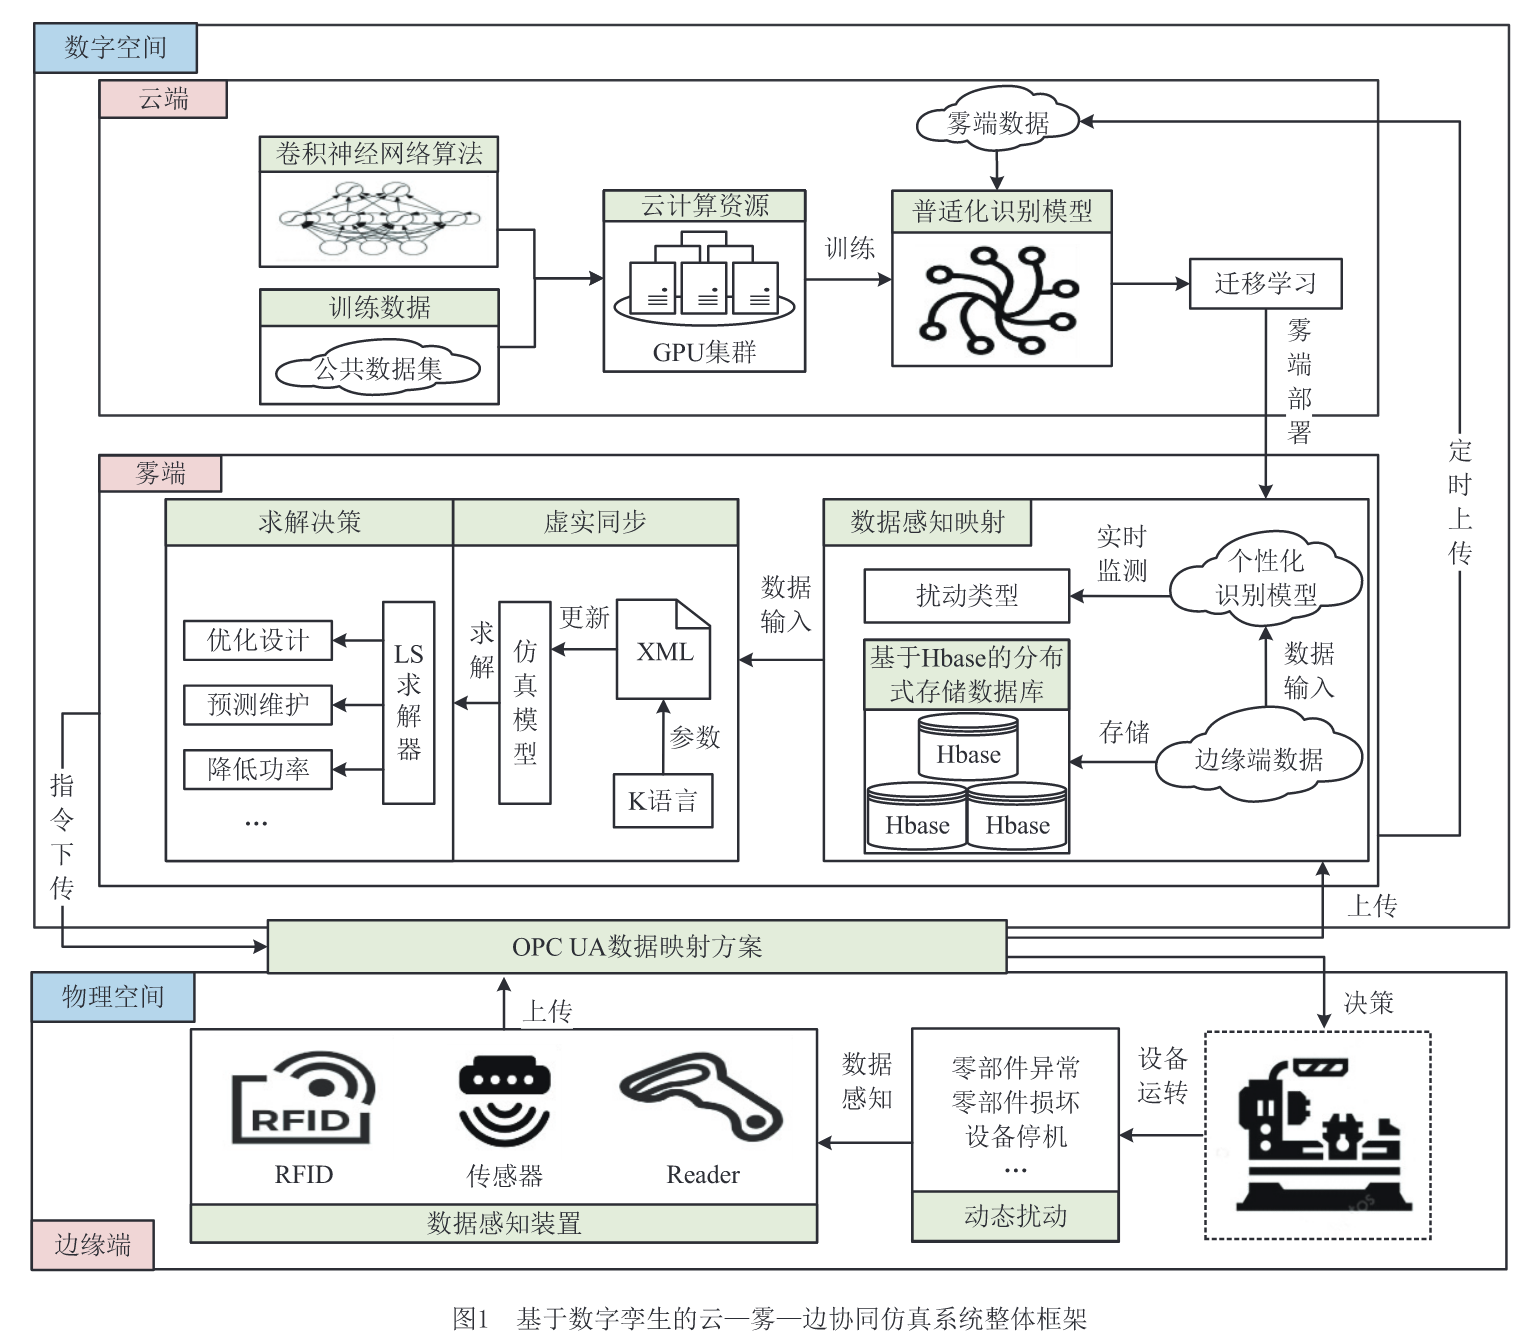 数字空间
云端
雾端数据
卷积神经网络算法
云计算资源
GPU集群
训练数据
公共数据集
训练
普适化识别模型
迁移学习
雾端部署
定时上传
雾端
求解决策
虚实同步
数据感知映射
优化设计
预测维护
降低功率
...
LS求解器
求解
仿真模型
更新
XML
参数
K语言
数据
输入
扰动类型
实时
监测
个性化
识别模型
基于Hbase的分布
式存储数据库
Hbase
Hbase
Hbase
存储
数据
输入
边缘端数据
指令下传
上传
OPC UA数据映射方案
物理空间
上传
决策
RFID
RFID
传感器
Reader
数据感知装置
数据
感知
零部件异常
零部件损坏
设备停机
...
动态扰动
设备
运转
边缘端
图1 基于数字孪生的云—雾—边协同仿真系统整体框架